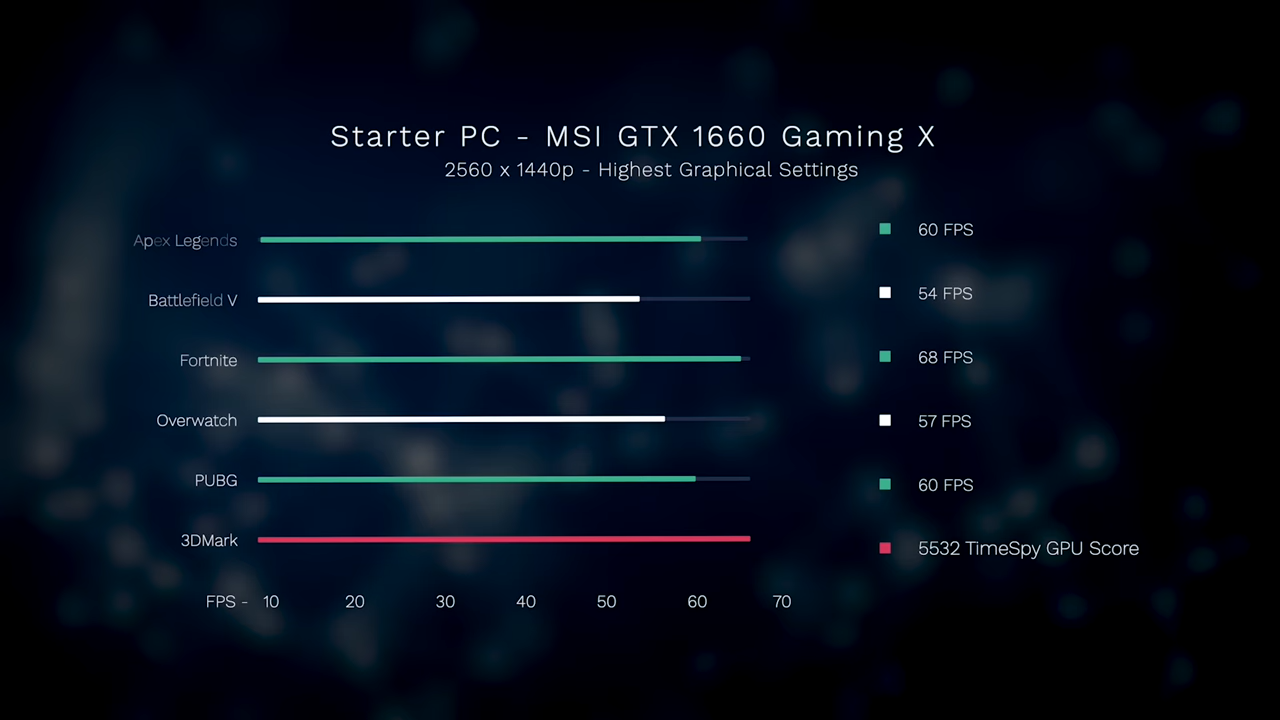 Starter PC - MSI GTX 1660 Gaming X
2560 x 1440p - Highest Graphical Settings
Apex Legends 60 FPS
Battlefield V 54 FPS
Fortnite 68 FPS
Overwatch 57 FPS
PUBG 60 FPS
3DMark 5532 TimeSpy GPU Score
FPS - 10 20 30 40 50 60 70